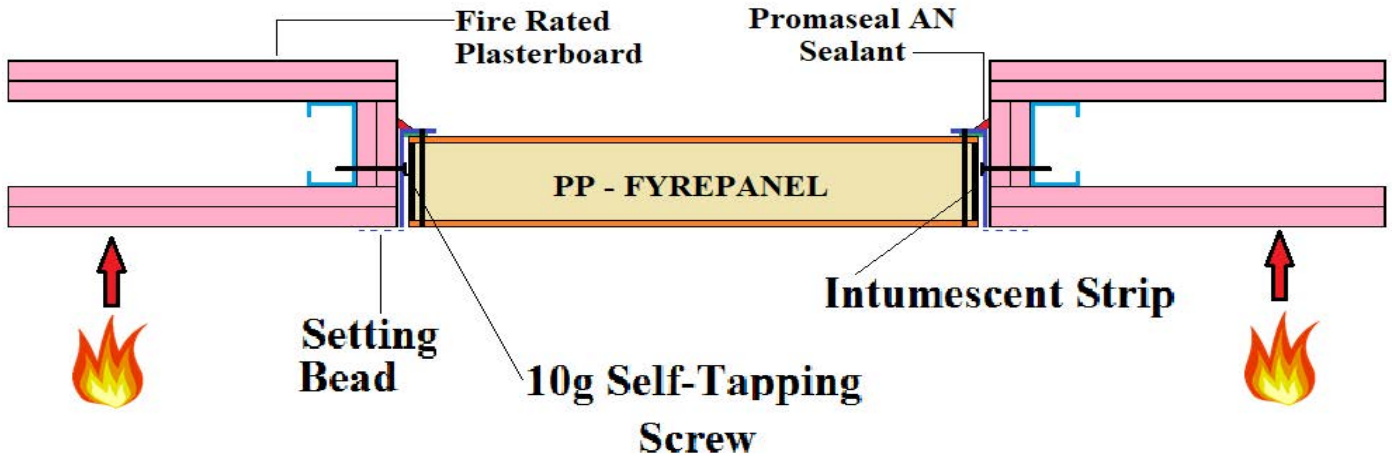 Fire Rated
Plasterboard
Promaseal AN
Sealant
PP - FYREPANEL
Intumescent Strip
Setting
Bead
10g Self-Tapping
Screw